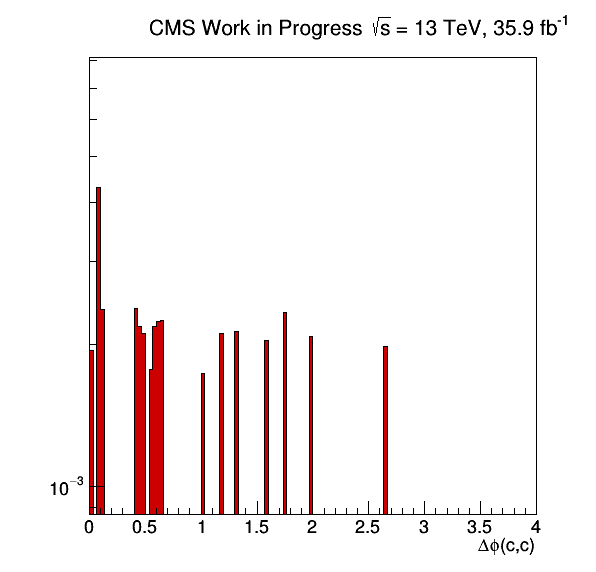 CMS Work in Progress √s = 13 TeV, 35.9 fb⁻¹
10⁻³
0 0.5 1 1.5 2 2.5 3 3.5 4
Δϕ(c,c)